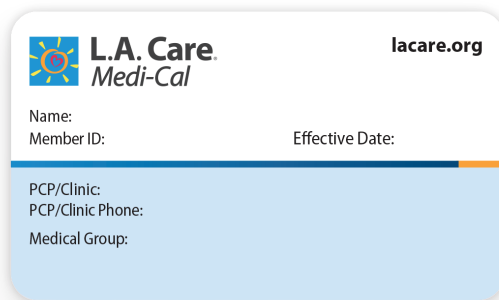 L.A. Care®
Medi-Cal
lacare.org
Name:
Member ID:
Effective Date:
PCP/Clinic:
PCP/Clinic Phone:
Medical Group: